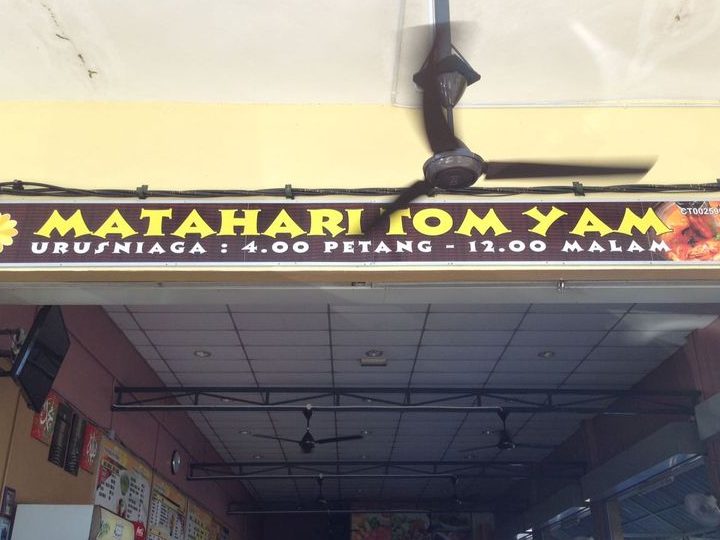 MATAHARI TOM YAM
URUSNIAGA : 4.00 PETANG - 12.00 MALAM